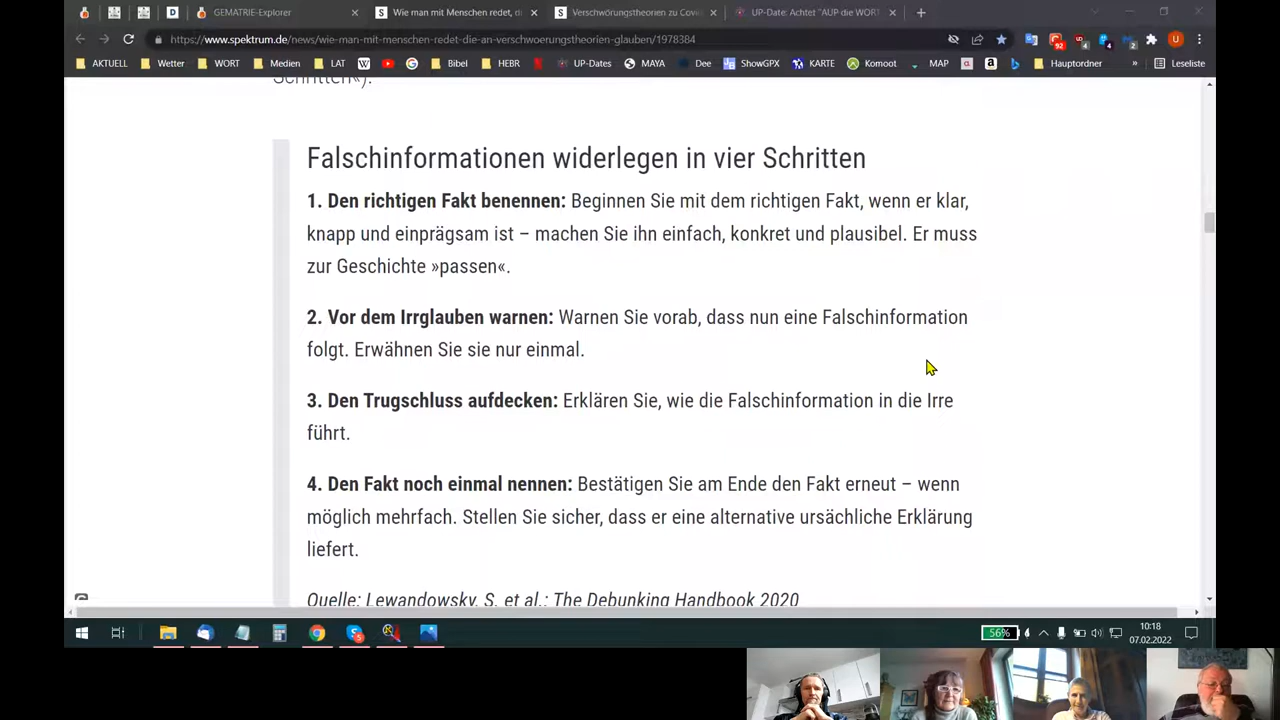 GEMATRIE-Explorer
Wie man mit Menschen redet, d
Verschwörungstheorien zu Covi
UP-Date: Achtet "AUP die WORT
https://www.spektrum.de/news/wie-man-mit-menschen-redet-die-an-verschwoerungstheorien-glauben/1978384
AKTUELL Wetter WORT Medien LAT Bibel HEBR UP-Dates MAYA Dee ShowGPX KARTE Komoot MAP Hauptordner » Leseliste
Schritten«).
Falschinformationen widerlegen in vier Schritten
1. Den richtigen Fakt benennen: Beginnen Sie mit dem richtigen Fakt, wenn er klar,
knapp und einprägsam ist – machen Sie ihn einfach, konkret und plausibel. Er muss
zur Geschichte »passen«.
2. Vor dem Irrglauben warnen: Warnen Sie vorab, dass nun eine Falschinformation
folgt. Erwähnen Sie sie nur einmal.
3. Den Trugschluss aufdecken: Erklären Sie, wie die Falschinformation in die Irre
führt.
4. Den Fakt noch einmal nennen: Bestätigen Sie am Ende den Fakt erneut – wenn
möglich mehrfach. Stellen Sie sicher, dass er eine alternative ursächliche Erklärung
liefert.
Quelle: Lewandowsky, S. et al.: The Debunking Handbook 2020
56%
10:18
07.02.2022